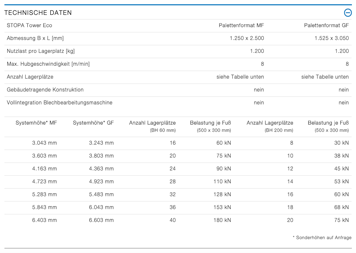 TECHNISCHE DATEN
STOPA Tower Eco Palettenformat MF Palettenformat GF
Abmessung B x L [mm] 1.250 x 2.500 1.525 x 3.050
Nutzlast pro Lagerplatz [kg] 1.200 1.200
Max. Hubgeschwindigkeit [m/min] 8 8
Anzahl Lagerplätze siehe Tabelle unten siehe Tabelle unten
Gebäudetragende Konstruktion nein nein
Vollintegration Blechbearbeitungsmaschine nein nein
Systemhöhe* MF Systemhöhe* GF Anzahl Lagerplätze Belastung je Fuß Anzahl Lagerplätze Belastung je Fuß
(BH 60 mm) (500 x 300 mm) (BH 200 mm) (500 x 300 mm)
3.043 mm 3.243 mm 16 60 kN 8 30 kN
3.603 mm 3.803 mm 20 75 kN 10 38 kN
4.163 mm 4.363 mm 24 90 kN 12 45 kN
4.723 mm 4.923 mm 28 110 kN 14 53 kN
5.283 mm 5.483 mm 32 128 kN 16 60 kN
5.843 mm 6.043 mm 36 153 kN 18 68 kN
6.403 mm 6.603 mm 40 180 kN 20 75 kN
* Sonderhöhen auf Anfrage